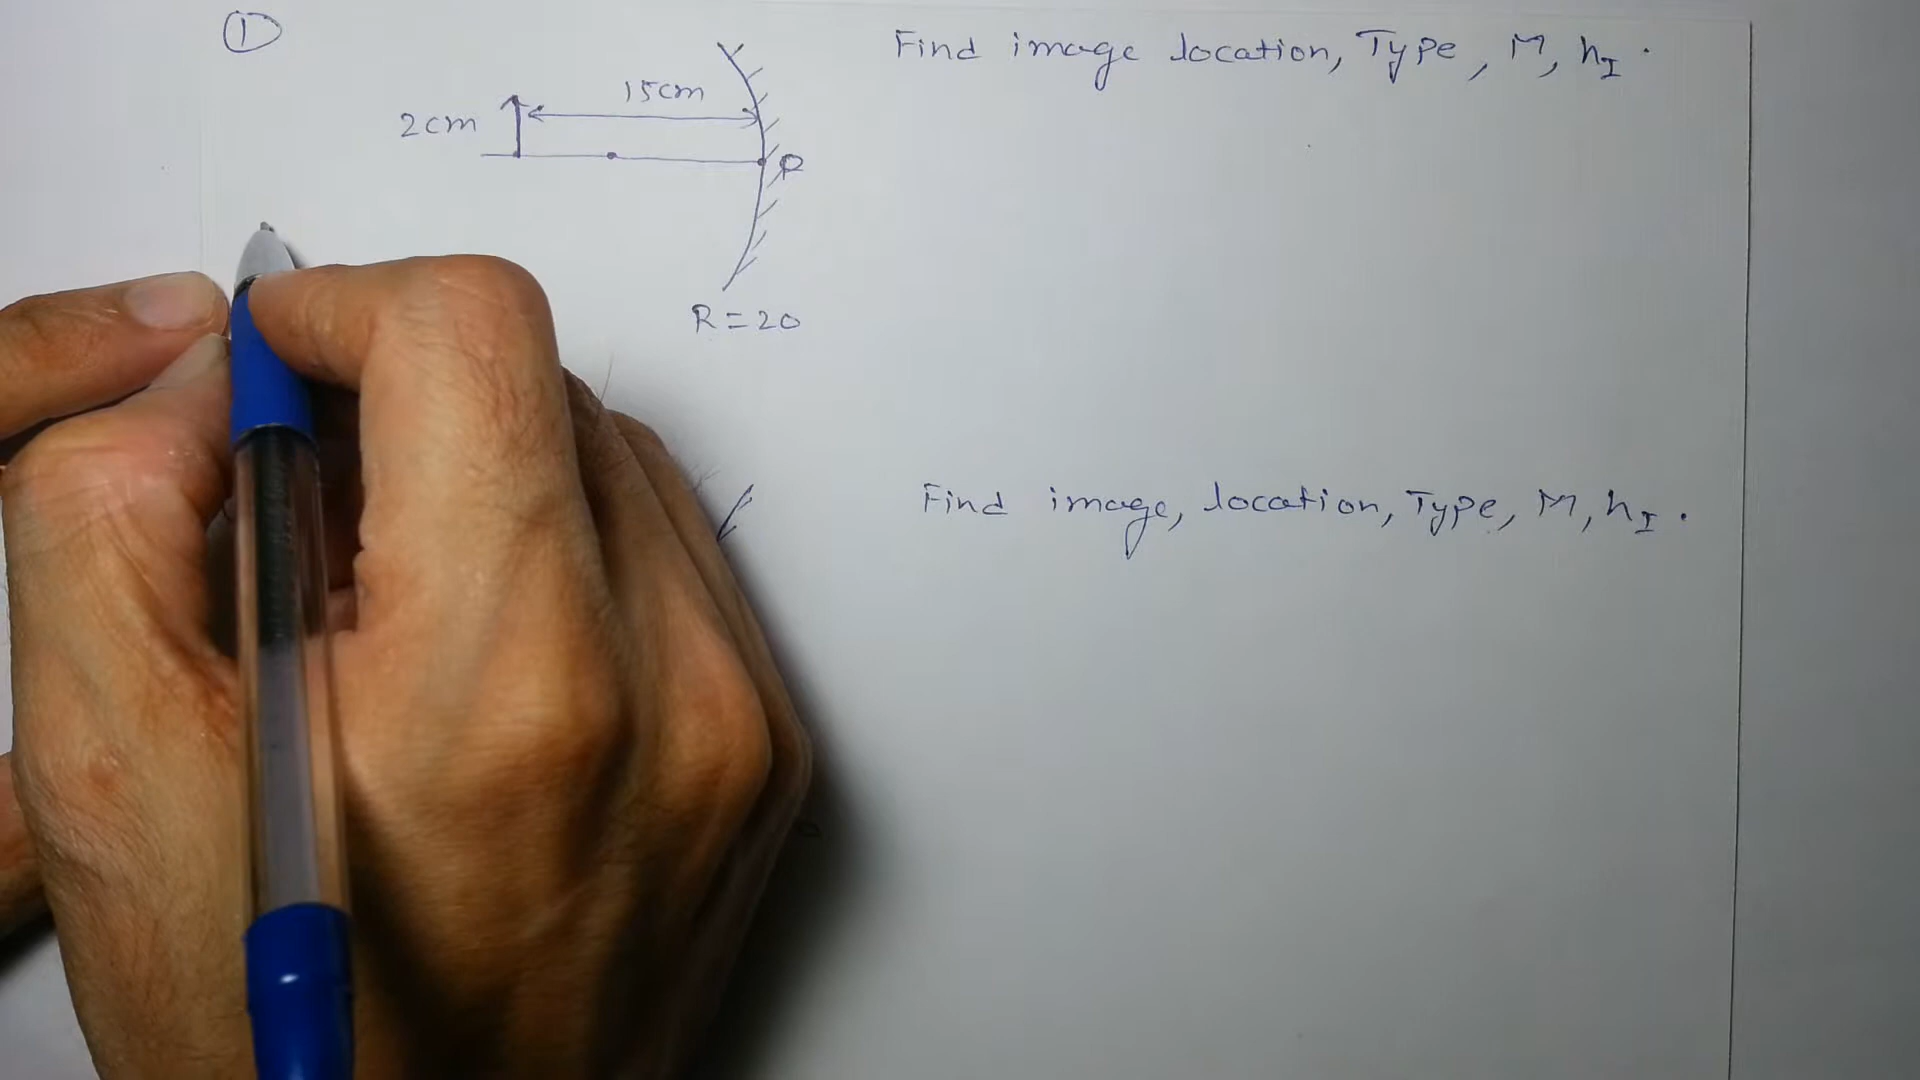 1
Find image location, Type, M, hI.
15cm
2cm
P
R = 20
Find image, location, Type, M, hI.